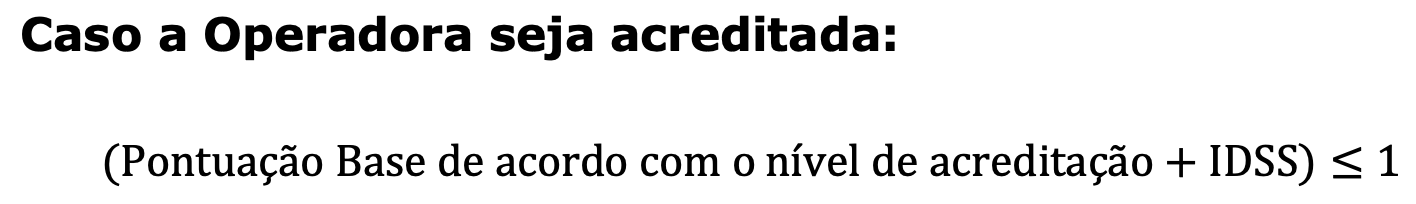 Caso a Operadora seja acreditada:
(Pontuação Base de acordo com o nível de acreditação + IDSS) ≤ 1